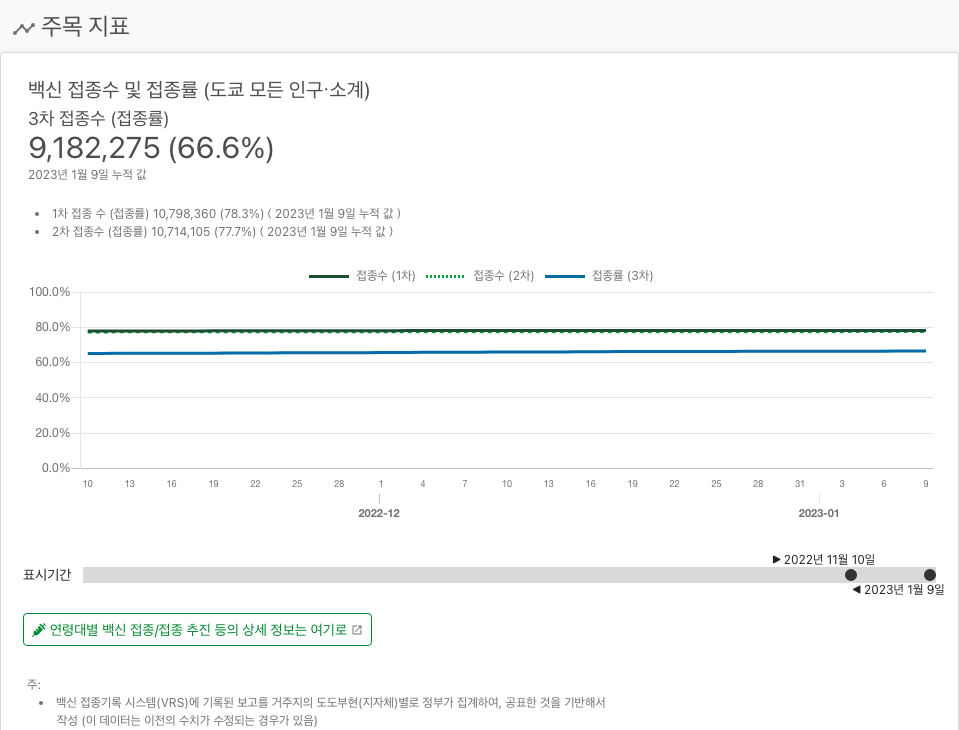 주목 지표
백신 접종수 및 접종률 (도쿄 모든 인구·소계)
3차 접종수 (접종률)
9,182,275 (66.6%)
2023년 1월 9일 누적 값
• 1차 접종 수 (접종률) 10,798,360 (78.3%) ( 2023년 1월 9일 누적 값 )
• 2차 접종수 (접종률) 10,714,105 (77.7%) ( 2023년 1월 9일 누적 값 )
접종수 (1차) 접종수 (2차) 접종률 (3차)
100.0%
80.0%
60.0%
40.0%
20.0%
0.0%
10 13 16 19 22 25 28 1 4 7 10 13 16 19 22 25 28 31 3 6 9
2022-12 2023-01
▶ 2022년 11월 10일
표시기간
◀ 2023년 1월 9일
연령대별 백신 접종/접종 추진 등의 상세 정보는 여기로
주:
• 백신 접종기록 시스템(VRS)에 기록된 보고를 거주지의 도도부현(지자체)별로 정부가 집계하여, 공표한 것을 기반해서
작성 (이 데이터는 이전의 수치가 수정되는 경우가 있음)